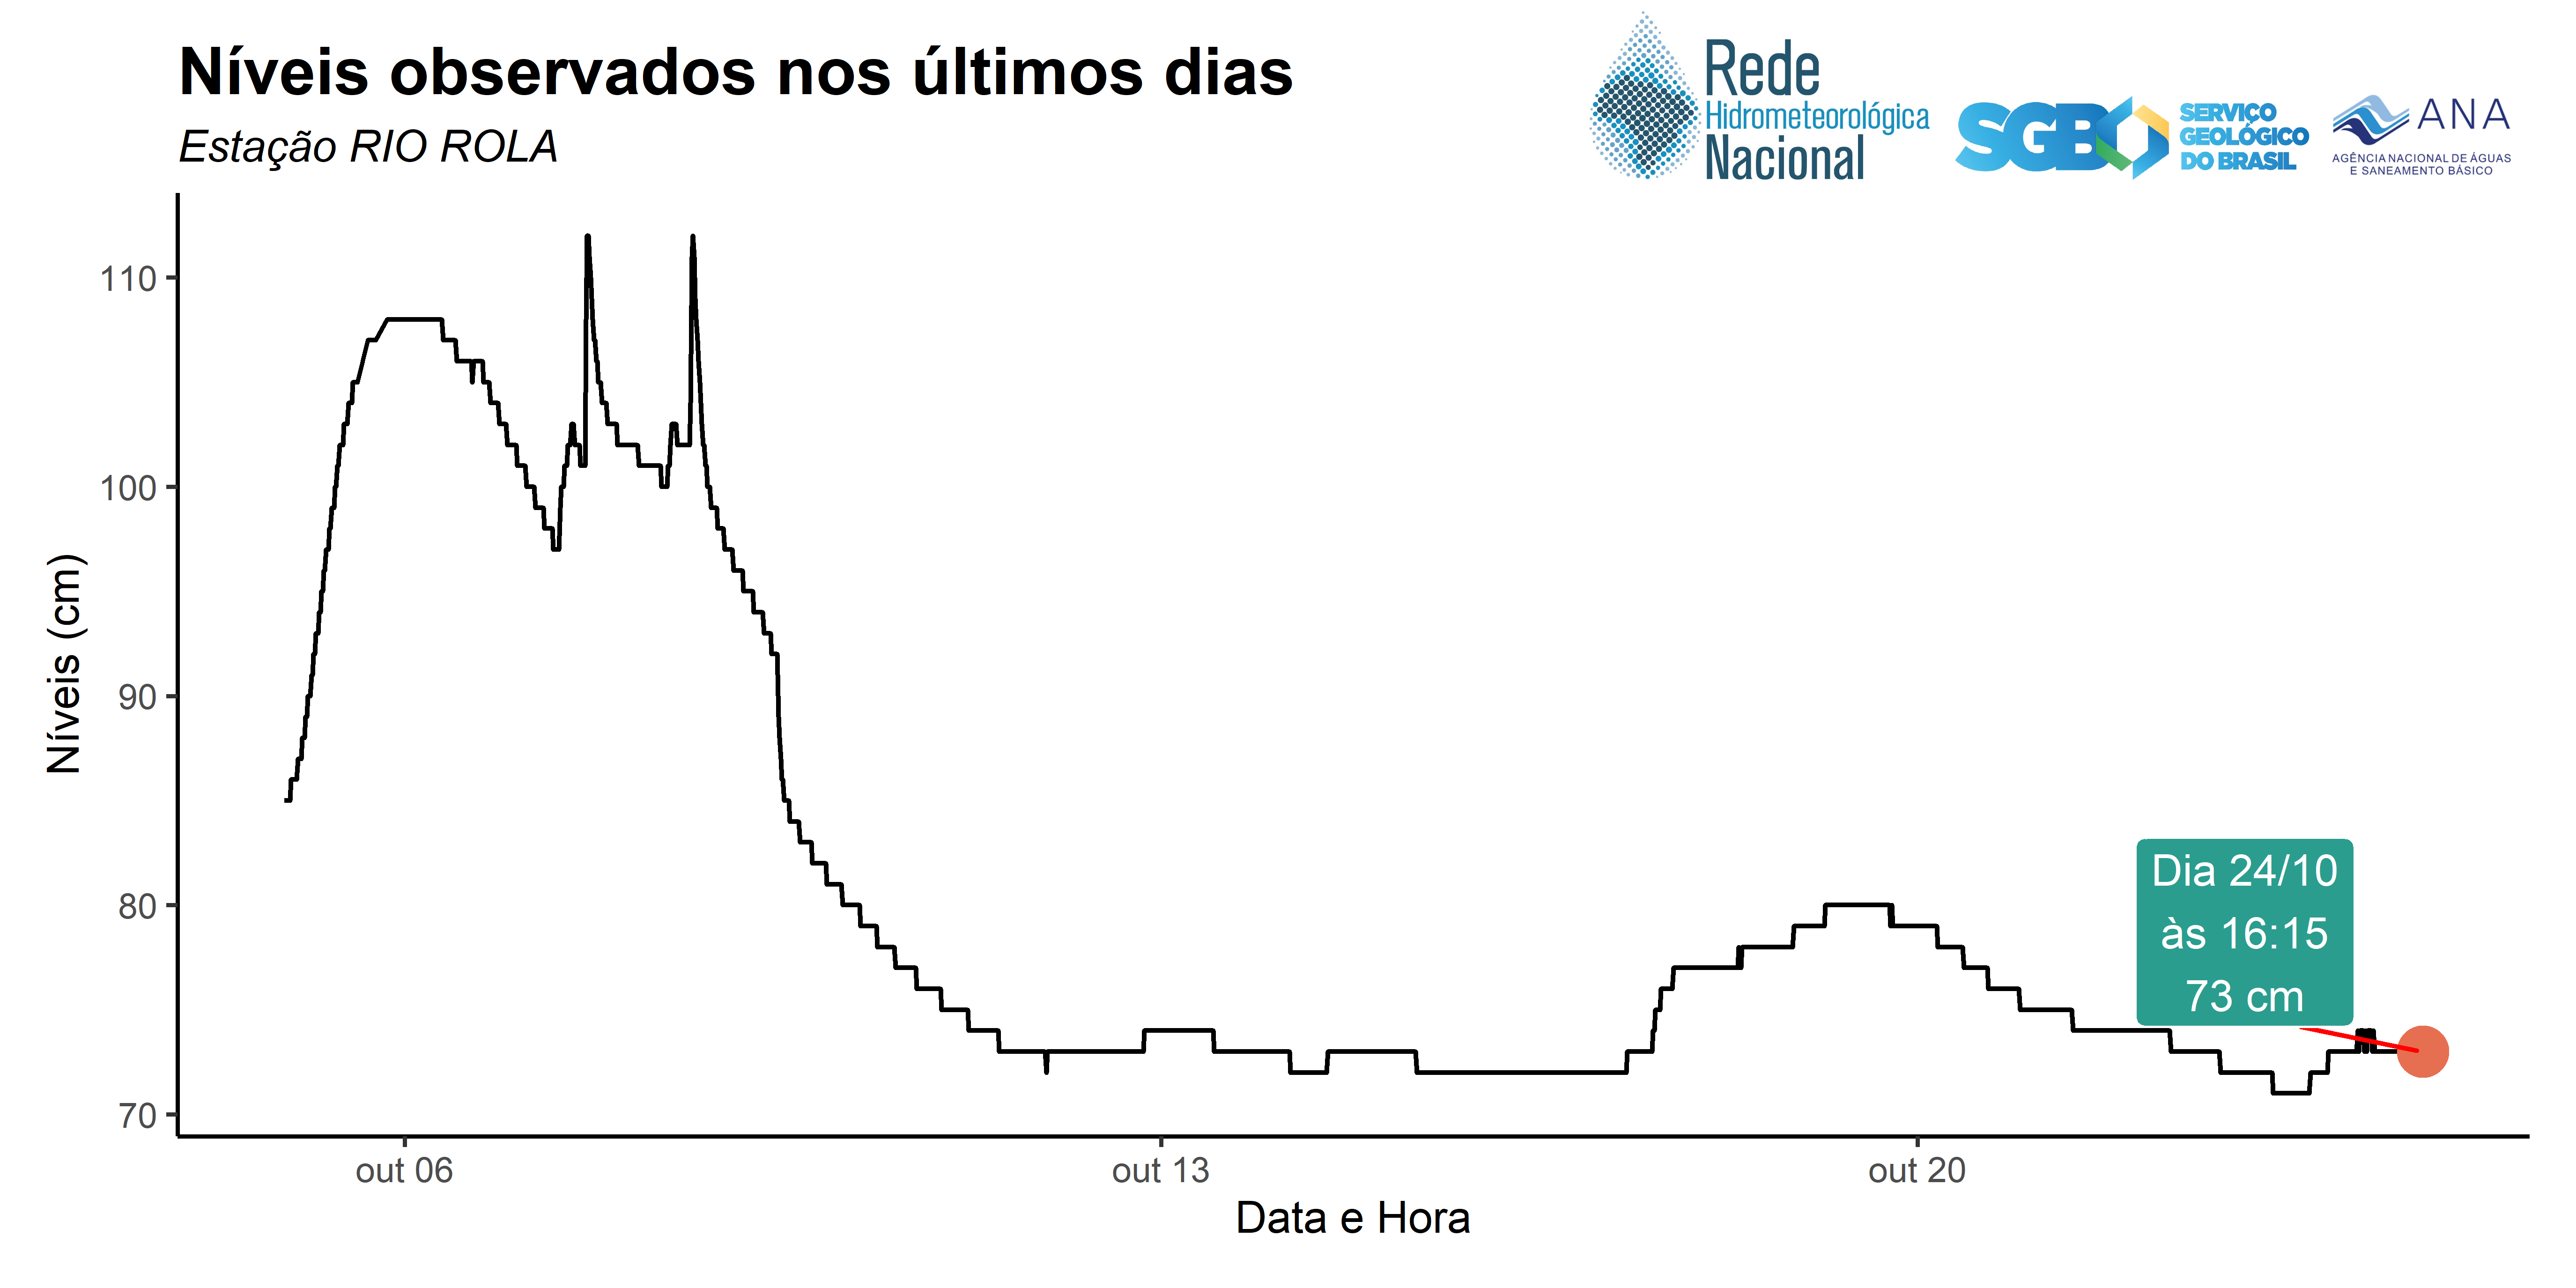 Níveis observados nos últimos dias
Estação RIO ROLA
Rede
Hidrometeorológica
Nacional
SGB
SERVIÇO
GEOLÓGICO
DO BRASIL
ANA
AGÊNCIA NACIONAL DE ÁGUAS
E SANEAMENTO BÁSICO
Níveis (cm)
110
100
90
80
70
Dia 24/10
às 16:15
73 cm
out 06
out 13
out 20
Data e Hora